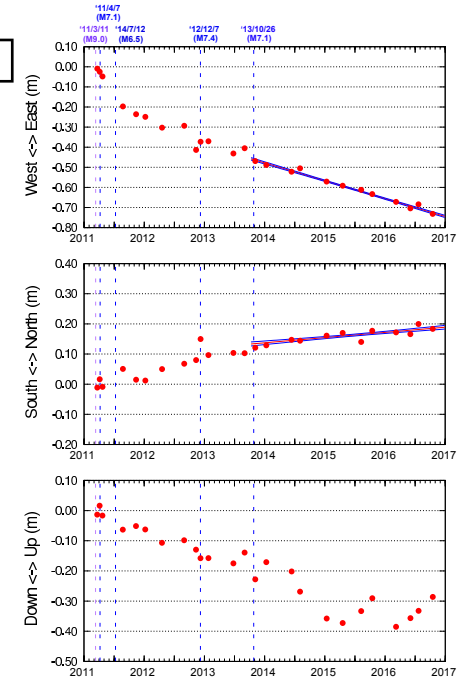 '11/4/7
(M7.1)
'11/3/11 '14/7/12 '12/12/7 '13/10/26
(M9.0) (M6.5) (M7.4) (M7.1)
0.10
0.00
-0.10
-0.20
-0.30
-0.40
-0.50
-0.60
-0.70
-0.80
West <-> East (m)
2011 2012 2013 2014 2015 2016 2017
0.40
0.30
0.20
0.10
0.00
-0.10
-0.20
South <-> North (m)
2011 2012 2013 2014 2015 2016 2017
0.10
0.00
-0.10
-0.20
-0.30
-0.40
-0.50
Down <-> Up (m)
2011 2012 2013 2014 2015 2016 2017